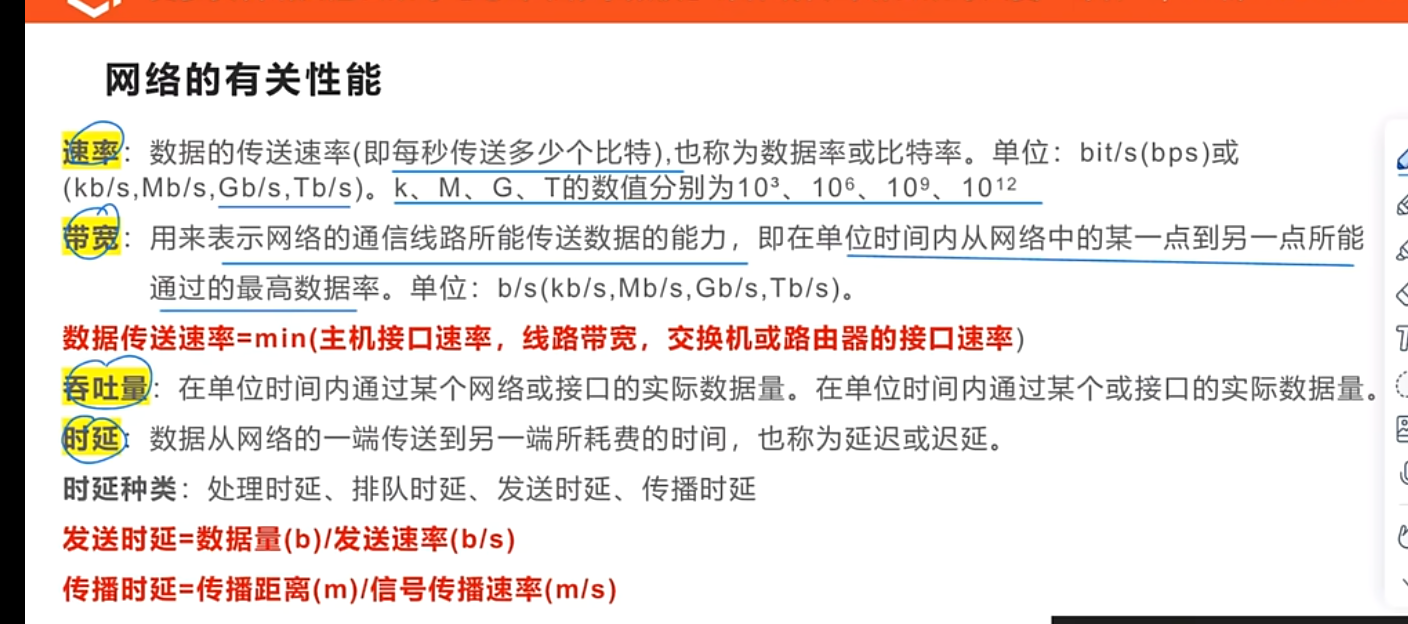 网络的有关性能
速率：数据的传送速率(即每秒传送多少个比特),也称为数据率或比特率。单位：bit/s(bps)或
(kb/s,Mb/s,Gb/s,Tb/s)。k、M、G、T的数值分别为10³、10⁶、10⁹、10¹²
带宽：用来表示网络的通信线路所能传送数据的能力，即在单位时间内从网络中的某一点到另一点所能
通过的最高数据率。单位：b/s(kb/s,Mb/s,Gb/s,Tb/s)。
数据传送速率=min(主机接口速率，线路带宽，交换机或路由器的接口速率)
吞吐量：在单位时间内通过某个网络或接口的实际数据量。在单位时间内通过某个或接口的实际数据量。
时延：数据从网络的一端传送到另一端所耗费的时间，也称为延迟或迟延。
时延种类：处理时延、排队时延、发送时延、传播时延
发送时延=数据量(b)/发送速率(b/s)
传播时延=传播距离(m)/信号传播速率(m/s)